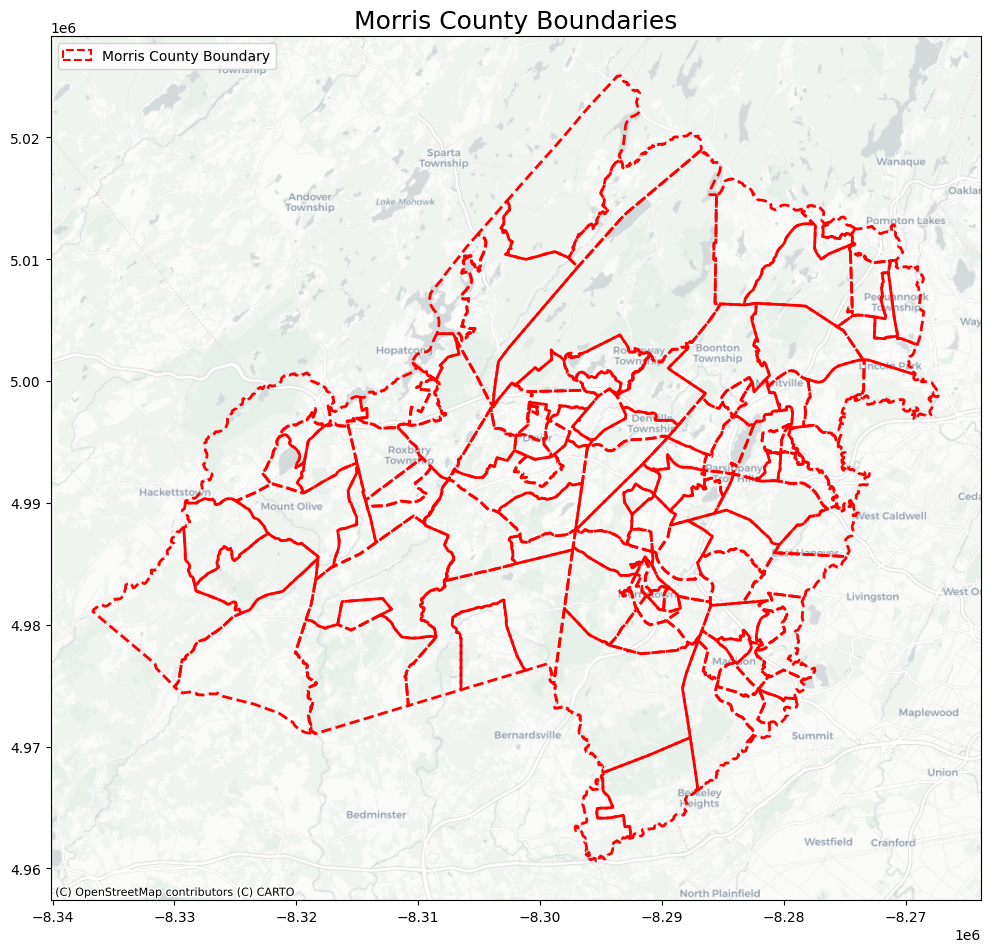 Morris County Boundaries
1e6
Morris County Boundary
Township
5.02
Sparta
Township
Wanaque
Andover
Township
Lake Mohawk
Oakla
Pompton Lakes
5.01
Pequannock
Township
Way
Hopatcong
Rockaway
Township
Boonton
Township
5.00
Lincoln Park
Montville
Denville
Township
Dover
Roxbury
Township
Parsippany
Troy Hills
4.99
Hackettstown
Mount Olive
Ceda
West Caldwell
East Hanover
Morristown
Livingston
West Or
4.98
Madison
4.97
Bernardsville
Maplewood
Summit
Union
Berkeley
Heights
Bedminster
Westfield
Cranford
4.96
North Plainfield
(C) OpenStreetMap contributors (C) CARTO
−8.34
−8.33
−8.32
−8.31
−8.30
−8.29
−8.28
−8.27
1e6